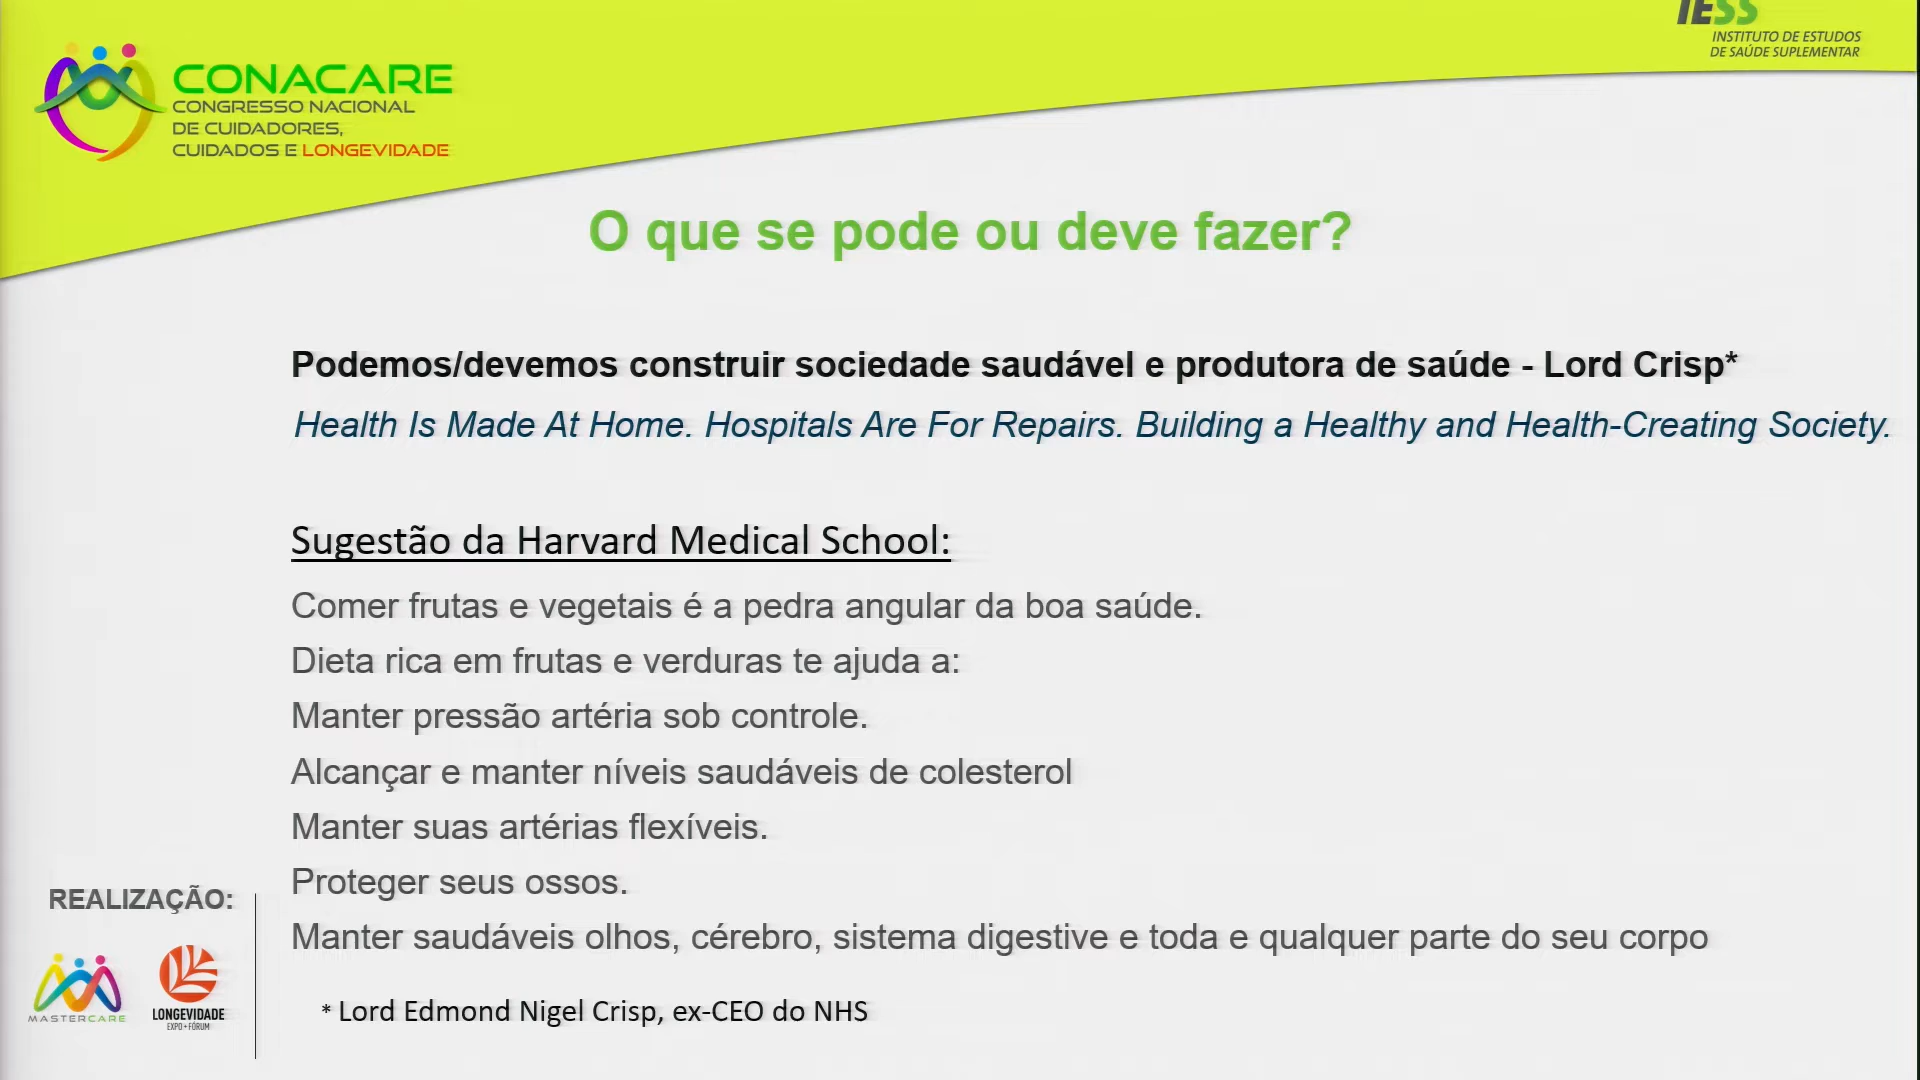 IESS
INSTITUTO DE ESTUDOS
DE SAÚDE SUPLEMENTAR
CONACARE
CONGRESSO NACIONAL
DE CUIDADORES,
CUIDADOS E LONGEVIDADE
O que se pode ou deve fazer?
Podemos/devemos construir sociedade saudável e produtora de saúde - Lord Crisp*
Health Is Made At Home. Hospitals Are For Repairs. Building a Healthy and Health-Creating Society.
Sugestão da Harvard Medical School:
Comer frutas e vegetais é a pedra angular da boa saúde.
Dieta rica em frutas e verduras te ajuda a:
Manter pressão artéria sob controle.
Alcançar e manter níveis saudáveis de colesterol
Manter suas artérias flexíveis.
Proteger seus ossos.
Manter saudáveis olhos, cérebro, sistema digestive e toda e qualquer parte do seu corpo
* Lord Edmond Nigel Crisp, ex-CEO do NHS
REALIZAÇÃO:
MASTERCARE
LONGEVIDADE
EXPO+FÓRUM